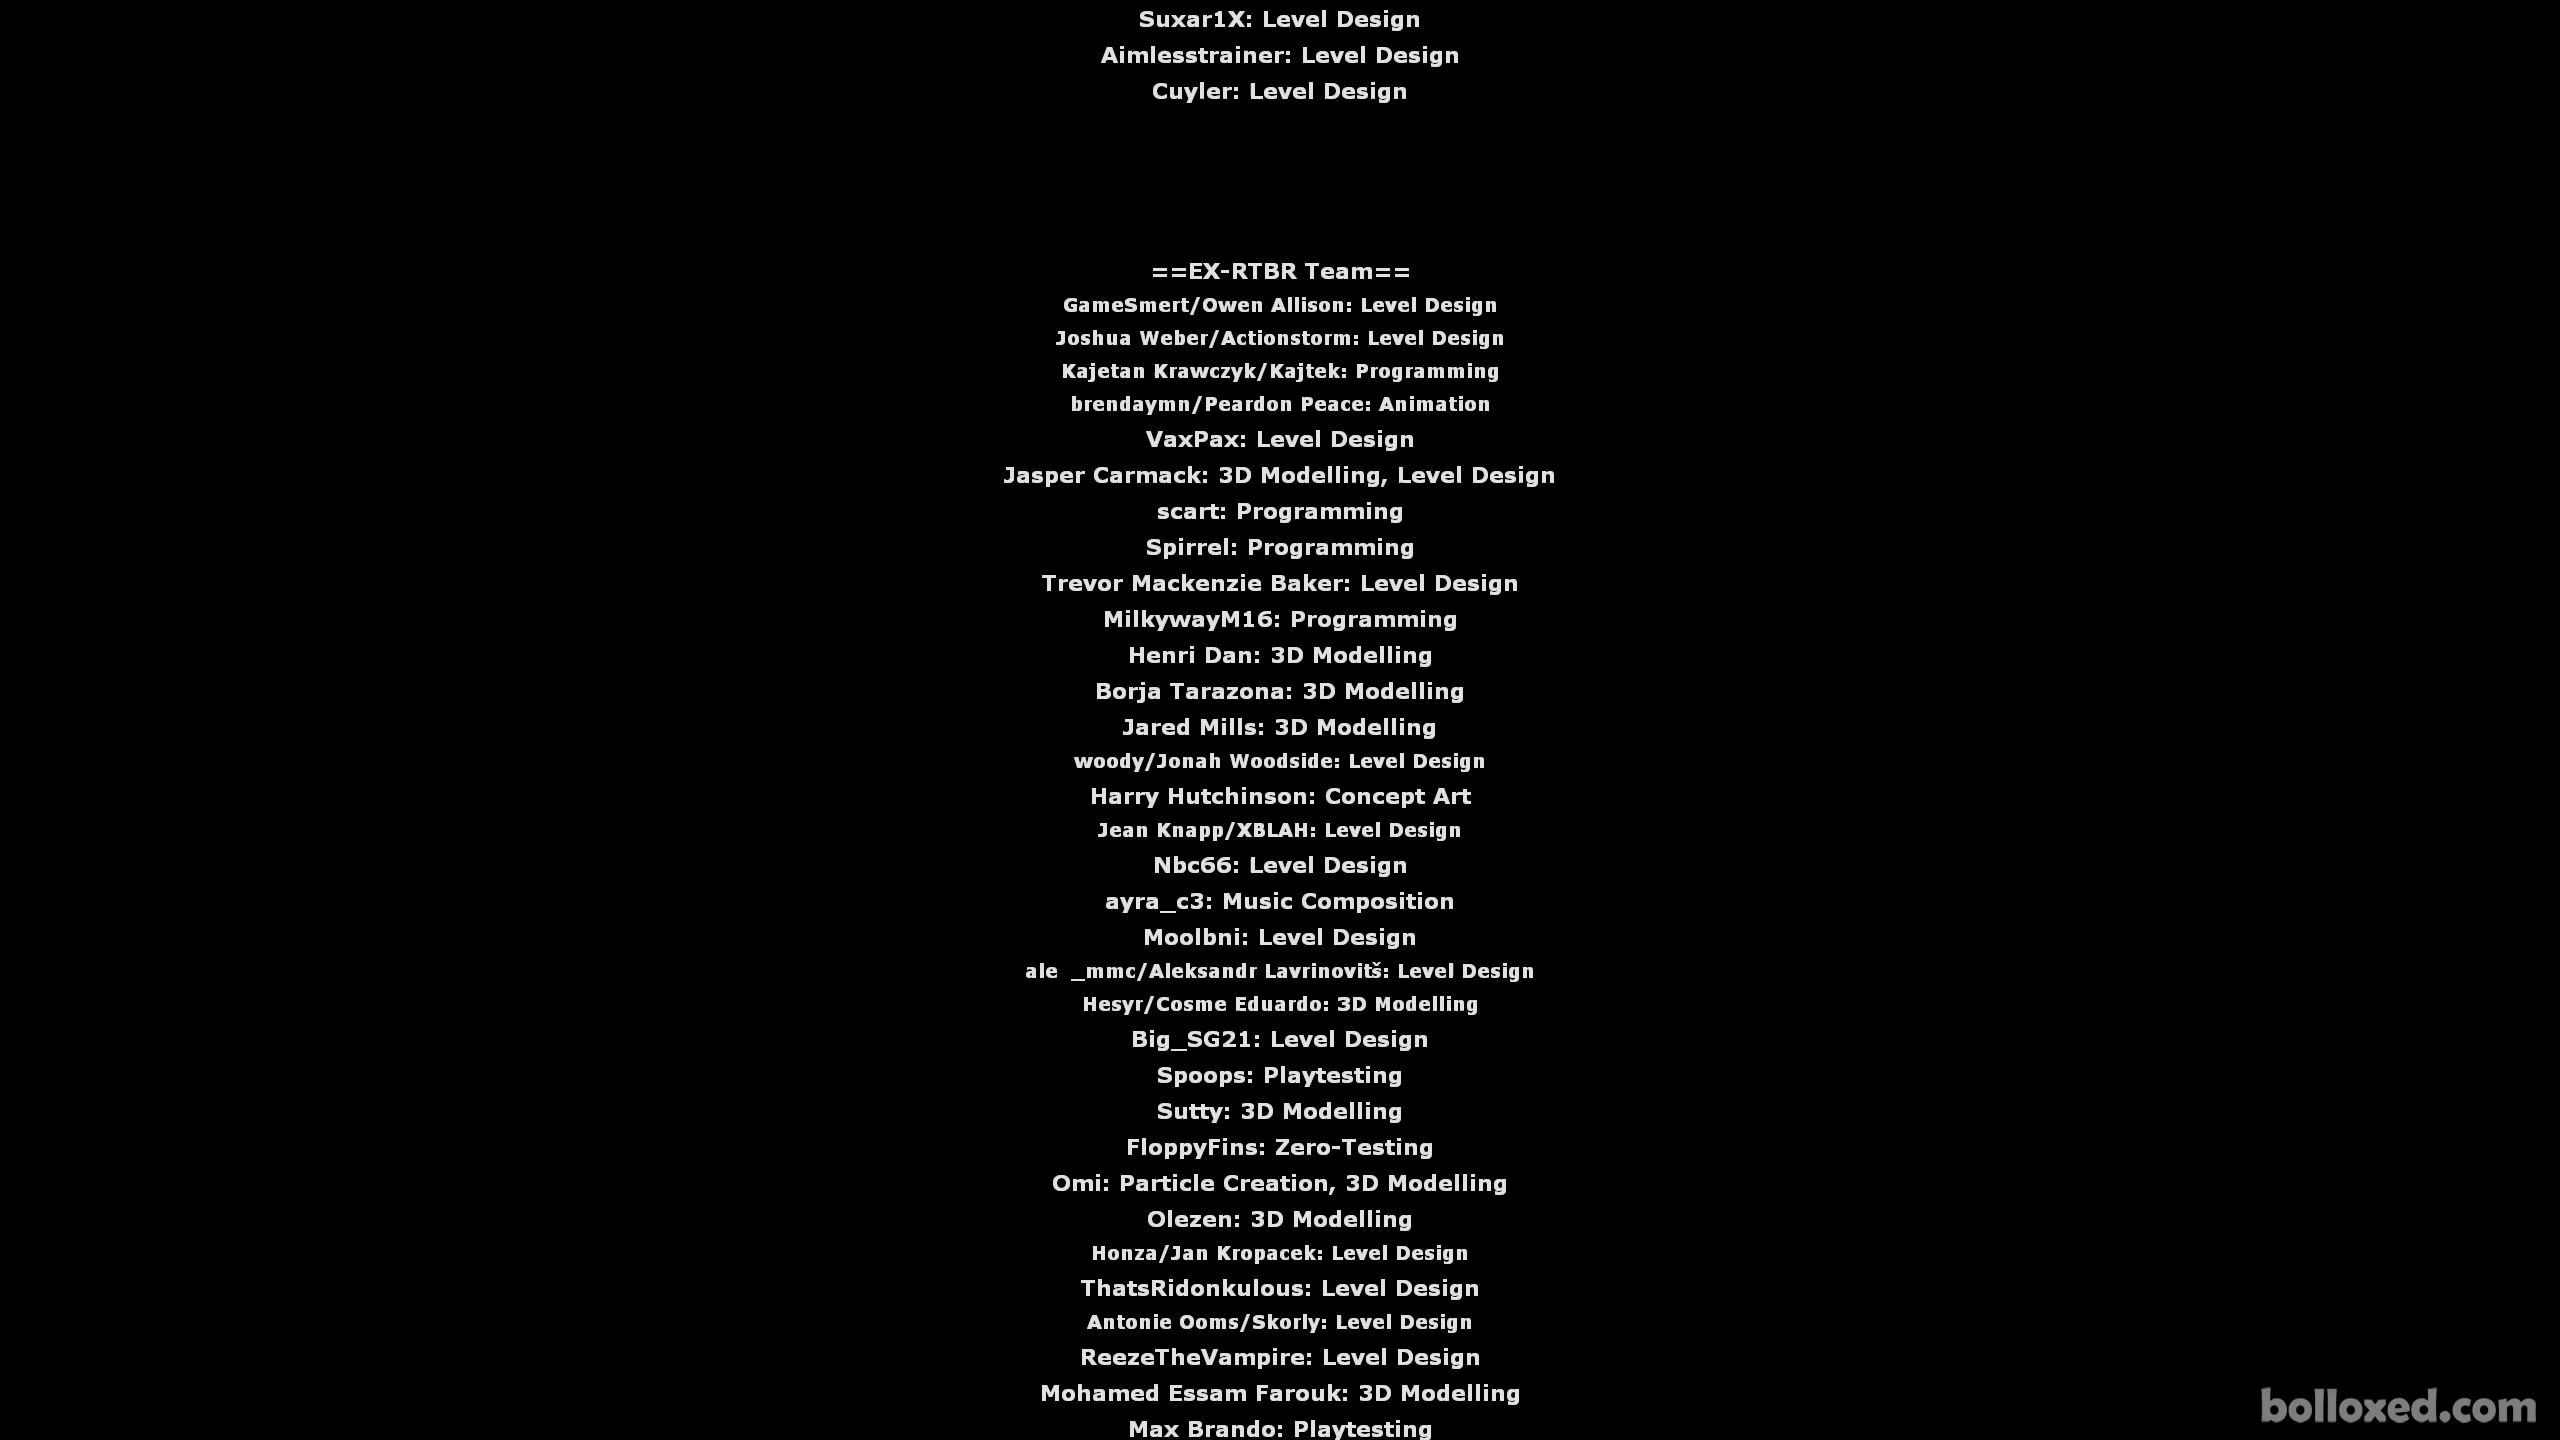 Suxar1X: Level Design
Aimlesstrainer: Level Design
Cuyler: Level Design
==EX-RTBR Team==
GameSmert/Owen Allison: Level Design
Joshua Weber/Actionstorm: Level Design
Kajetan Krawczyk/Kajtek: Programming
brendaymn/Peardon Peace: Animation
VaxPax: Level Design
Jasper Carmack: 3D Modelling, Level Design
scart: Programming
Spirrel: Programming
Trevor Mackenzie Baker: Level Design
MilkywayM16: Programming
Henri Dan: 3D Modelling
Borja Tarazona: 3D Modelling
Jared Mills: 3D Modelling
woody/Jonah Woodside: Level Design
Harry Hutchinson: Concept Art
Jean Knapp/XBLAH: Level Design
Nbc66: Level Design
ayra_c3: Music Composition
Moolbni: Level Design
ale _mmc/Aleksandr Lavrinovitš: Level Design
Hesyr/Cosme Eduardo: 3D Modelling
Big_SG21: Level Design
Spoops: Playtesting
Sutty: 3D Modelling
FloppyFins: Zero-Testing
Omi: Particle Creation, 3D Modelling
Olezen: 3D Modelling
Honza/Jan Kropacek: Level Design
ThatsRidonkulous: Level Design
Antonie Ooms/Skorly: Level Design
ReezeTheVampire: Level Design
Mohamed Essam Farouk: 3D Modelling
Max Brando: Playtesting
bolloxed.com